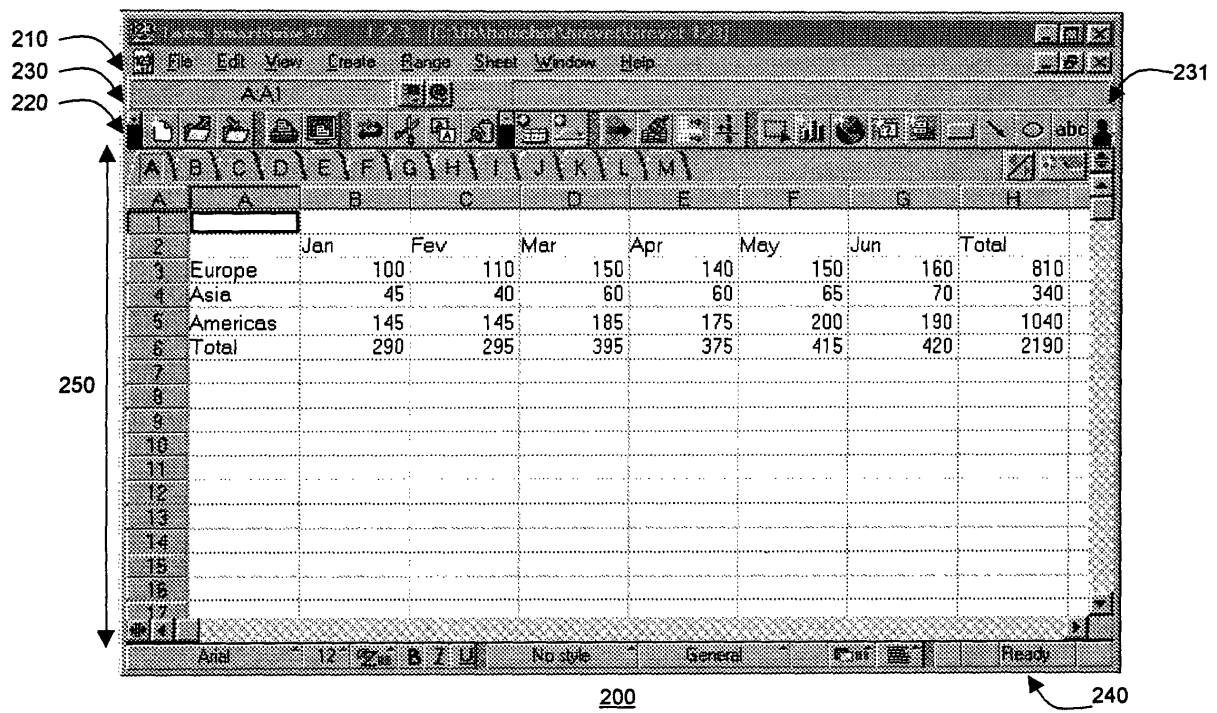 210
230
220
231
250
File Edit View Create Range Sheet Window Help
A:A1
abc
A B C D E F G H I J K L M
A A B C D E F G H
1
2 Jan Fev Mar Apr May Jun Total
3 Europe 100 110 150 140 150 160 810
4 Asia 45 40 60 60 65 70 340
5 Americas 145 145 185 175 200 190 1040
6 Total 290 295 395 375 415 420 2190
7
8
9
10
11
12
13
14
15
16
17
Arial 12 B I U No style General Ready
200
240